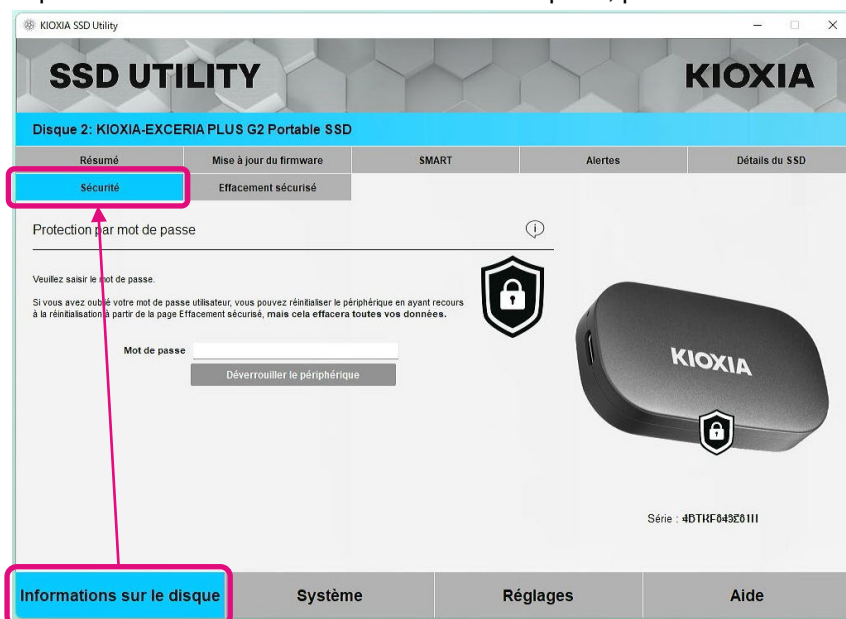 KIOXIA SSD Utility
SSD UTILITY
KIOXIA
Disque 2: KIOXIA-EXCERIA PLUS G2 Portable SSD
Résumé
Mise à jour du firmware
SMART
Alertes
Détails du SSD
Sécurité
Effacement sécurisé
Protection par mot de passe
Veuillez saisir le mot de passe.
Si vous avez oublié votre mot de passe utilisateur, vous pouvez réinitialiser le périphérique en ayant recours
à la réinitialisation à partir de la page Effacement sécurisé, mais cela effacera toutes vos données.
Mot de passe
Déverrouiller le périphérique
KIOXIA
Série :
Informations sur le disque
Système
Réglages
Aide